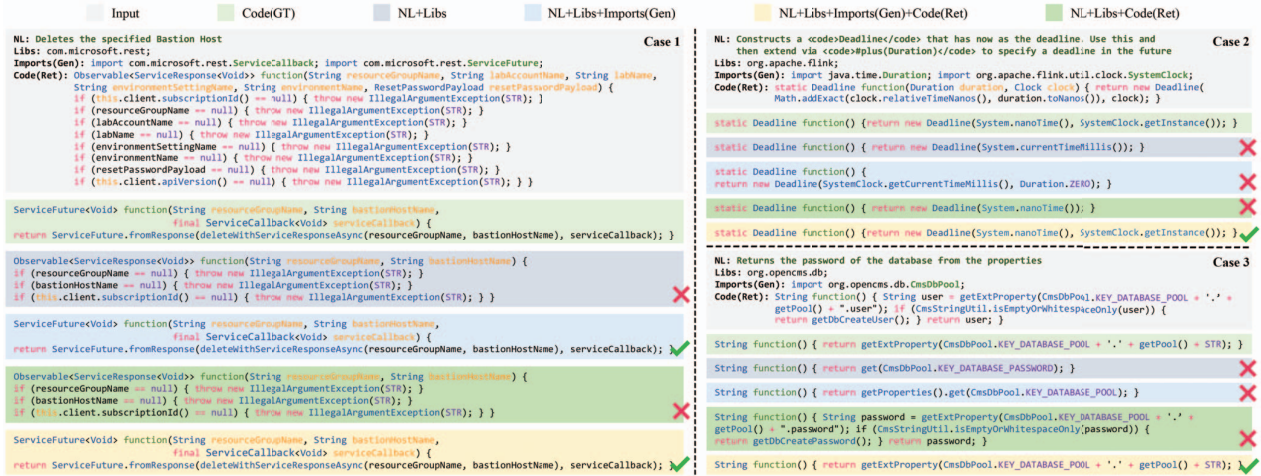 Input
Code(GT)
NL+Libs
NL+Libs+Imports(Gen)
NL+Libs+Imports(Gen)+Code(Ret)
NL+Libs+Code(Ret)
NL: Deletes the specified Bastion Host
Case 1
Libs: com.microsoft.rest;
Imports(Gen): import com.microsoft.rest.ServiceCallback; import com.microsoft.rest.ServiceFuture;
Code(Ret): Observable<ServiceResponse<Void>> function(String resourceGroupName, String labAccountName, String labName,
String environmentSettingName, String environmentName, ResetPasswordPayload resetPasswordPayload) {
if (this.client.subscriptionId() == null) { throw new IllegalArgumentException(STR); }
if (resourceGroupName == null) { throw new IllegalArgumentException(STR); }
if (labAccountName == null) { throw new IllegalArgumentException(STR); }
if (labName == null) { throw new IllegalArgumentException(STR); }
if (environmentSettingName == null) { throw new IllegalArgumentException(STR); }
if (environmentName == null) { throw new IllegalArgumentException(STR); }
if (resetPasswordPayload == null) { throw new IllegalArgumentException(STR); }
if (this.client.apiVersion() == null) { throw new IllegalArgumentException(STR); } }
ServiceFuture<Void> function(String resourceGroupName, String bastionHostName,
final ServiceCallback<Void> serviceCallback) {
return ServiceFuture.fromResponse(deleteWithServiceResponseAsync(resourceGroupName, bastionHostName), serviceCallback); }
Observable<ServiceResponse<Void>> function(String resourceGroupName, String bastionHostName) {
if (resourceGroupName == null) { throw new IllegalArgumentException(STR); }
if (bastionHostName == null) { throw new IllegalArgumentException(STR); }
if (this.client.subscriptionId() == null) { throw new IllegalArgumentException(STR); } }
ServiceFuture<Void> function(String resourceGroupName, String bastionHostName,
final ServiceCallback<Void> serviceCallback) {
return ServiceFuture.fromResponse(deleteWithServiceResponseAsync(resourceGroupName, bastionHostName), serviceCallback); }
Observable<ServiceResponse<Void>> function(String resourceGroupName, String bastionHostName) {
if (resourceGroupName == null) { throw new IllegalArgumentException(STR); }
if (bastionHostName == null) { throw new IllegalArgumentException(STR); }
if (this.client.subscriptionId() == null) { throw new IllegalArgumentException(STR); } }
ServiceFuture<Void> function(String resourceGroupName, String bastionHostName,
final ServiceCallback<Void> serviceCallback) {
return ServiceFuture.fromResponse(deleteWithServiceResponseAsync(resourceGroupName, bastionHostName), serviceCallback); }
NL: Constructs a <code>Deadline</code> that has now as the deadline. Use this and
Case 2
then extend via <code>#plus(Duration)</code> to specify a deadline in the future
Libs: org.apache.flink;
Imports(Gen): import java.time.Duration; import org.apache.flink.util.clock.SystemClock;
Code(Ret): static Deadline function(Duration duration, Clock clock) { return new Deadline(
Math.addExact(clock.relativeTimeNanos(), duration.toNanos()), clock); }
static Deadline function() {return new Deadline(System.nanoTime(), SystemClock.getInstance()); }
static Deadline function() { return new Deadline(System.currentTimeMillis()); }
static Deadline function() {
return new Deadline(SystemClock.getCurrentTimeMillis(), Duration.ZERO); }
static Deadline function() { return new Deadline(System.nanoTime()); }
static Deadline function() {return new Deadline(System.nanoTime(), SystemClock.getInstance()); }
NL: Returns the password of the database from the properties
Case 3
Libs: org.opencms.db;
Imports(Gen): import org.opencms.db.CmsDbPool;
Code(Ret): String function() { String user = getExtProperty(CmsDbPool.KEY_DATABASE_POOL + '.' +
getPool() + ".user"); if (CmsStringUtil.isEmptyOrWhitespaceOnly(user)) {
return getDbCreateUser(); } return user; }
String function() { return getExtProperty(CmsDbPool.KEY_DATABASE_POOL + '.' + getPool() + STR); }
String function() { return get(CmsDbPool.KEY_DATABASE_PASSWORD); }
String function() { return getProperties().get(CmsDbPool.KEY_DATABASE_POOL); }
String function() { String password = getExtProperty(CmsDbPool.KEY_DATABASE_POOL + '.' +
getPool() + ".password"); if (CmsStringUtil.isEmptyOrWhitespaceOnly(password)) {
return getDbCreatePassword(); } return password; }
String function() { return getExtProperty(CmsDbPool.KEY_DATABASE_POOL + '.' + getPool() + STR); }